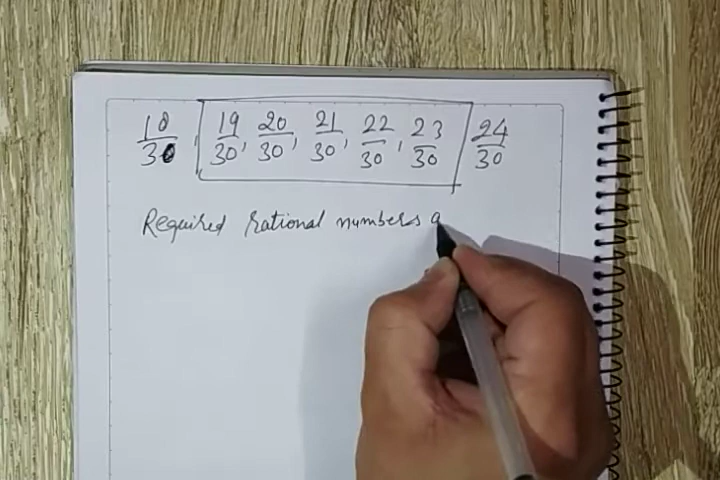 18/30, 19/30, 20/30, 21/30, 22/30, 23/30 24/30
Required rational numbers a